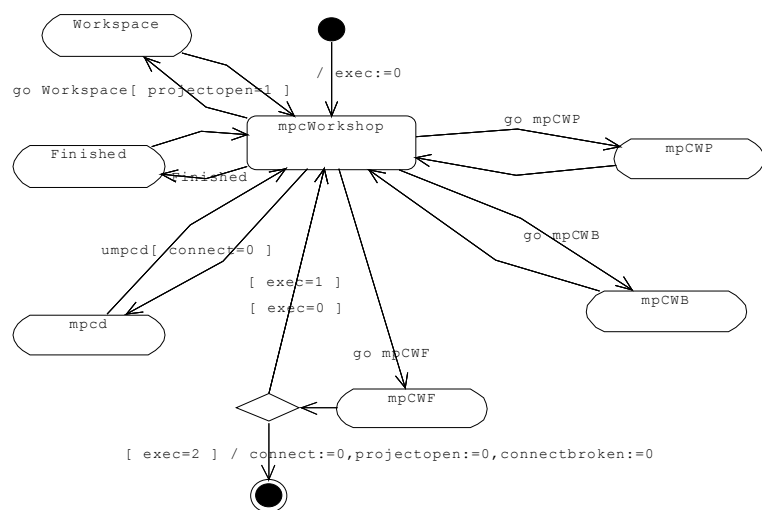 Workspace
/ exec:=0
go Workspace[ projectopen=1 ]
mpcWorkshop
go mpCWP
Finished
mpCWP
Finished
umpcd[ connect=0 ]
go mpCWB
[ exec=1 ]
[ exec=0 ]
mpcd
mpCWB
go mpCWF
mpCWF
[ exec=2 ] / connect:=0,projectopen:=0,connectbroken:=0